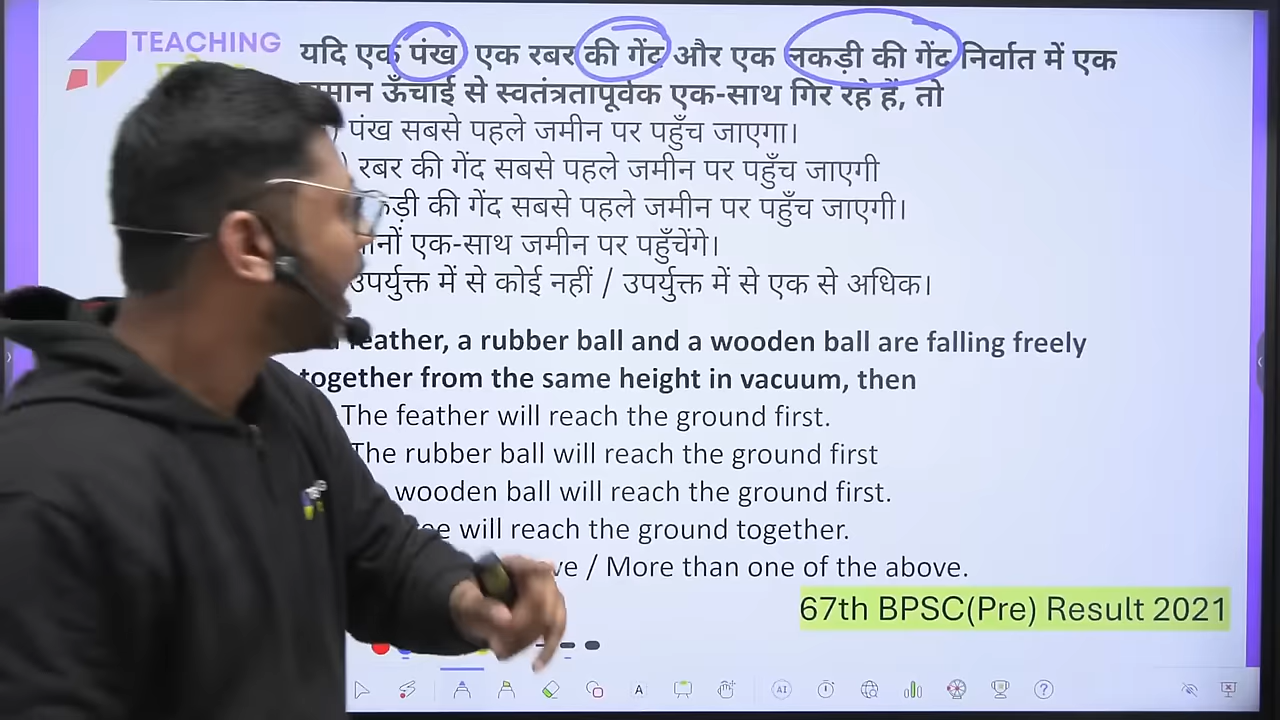 TEACHING
यदि एक पंख एक रबर की गेंद और एक लकड़ी की गेंद निर्वात में एक
ऊँचाई से स्वतंत्रतापूर्वक एक-साथ गिर रहे हैं, तो
पंख सबसे पहले जमीन पर पहुँच जाएगा।
रबर की गेंद सबसे पहले जमीन पर पहुँच जाएगी
की गेंद सबसे पहले जमीन पर पहुँच जाएगी।
एक-साथ जमीन पर पहुँचेंगे।
उपर्युक्त में से कोई नहीं / उपर्युक्त में से एक से अधिक।
feather, a rubber ball and a wooden ball are falling freely
together from the same height in vacuum, then
The feather will reach the ground first.
The rubber ball will reach the ground first
wooden ball will reach the ground first.
will reach the ground together.
/ More than one of the above.
67th BPSC(Pre) Result 2021
A
AI
?